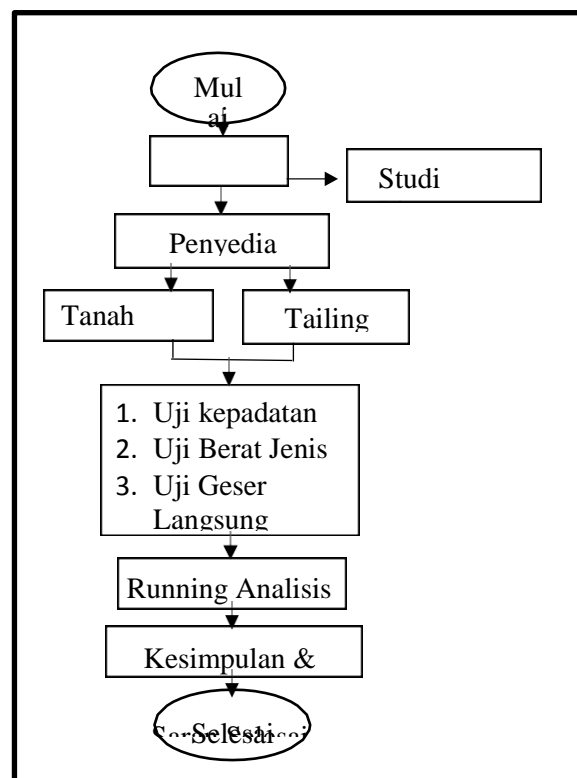 Mul
ai
Studi
Penyedia
Tanah
Tailing
1. Uji kepadatan
2. Uji Berat Jenis
3. Uji Geser
Langsung
Running Analisis
Kesimpulan &
Selesai